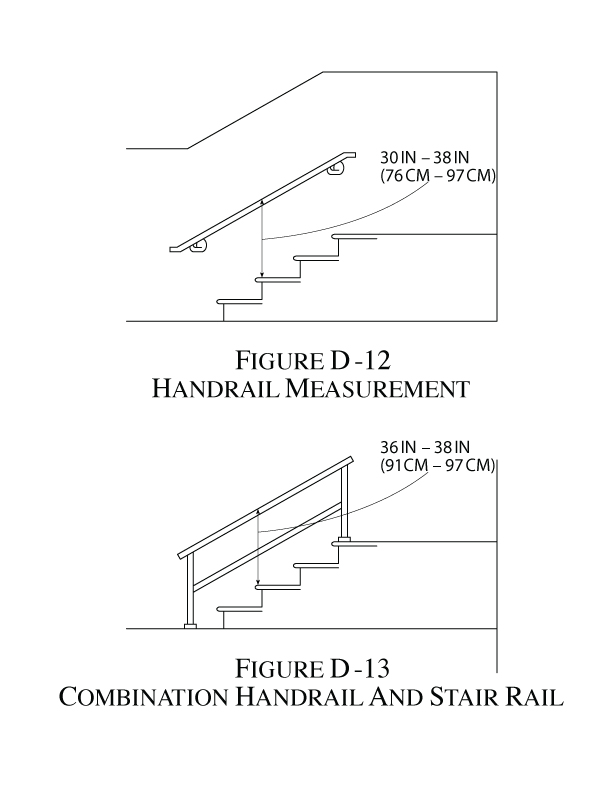 30 IN – 38 IN
(76 CM – 97 CM)
FIGURE D-12
HANDRAIL MEASUREMENT
36 IN – 38 IN
(91 CM – 97 CM)
FIGURE D-13
COMBINATION HANDRAIL AND STAIR RAIL